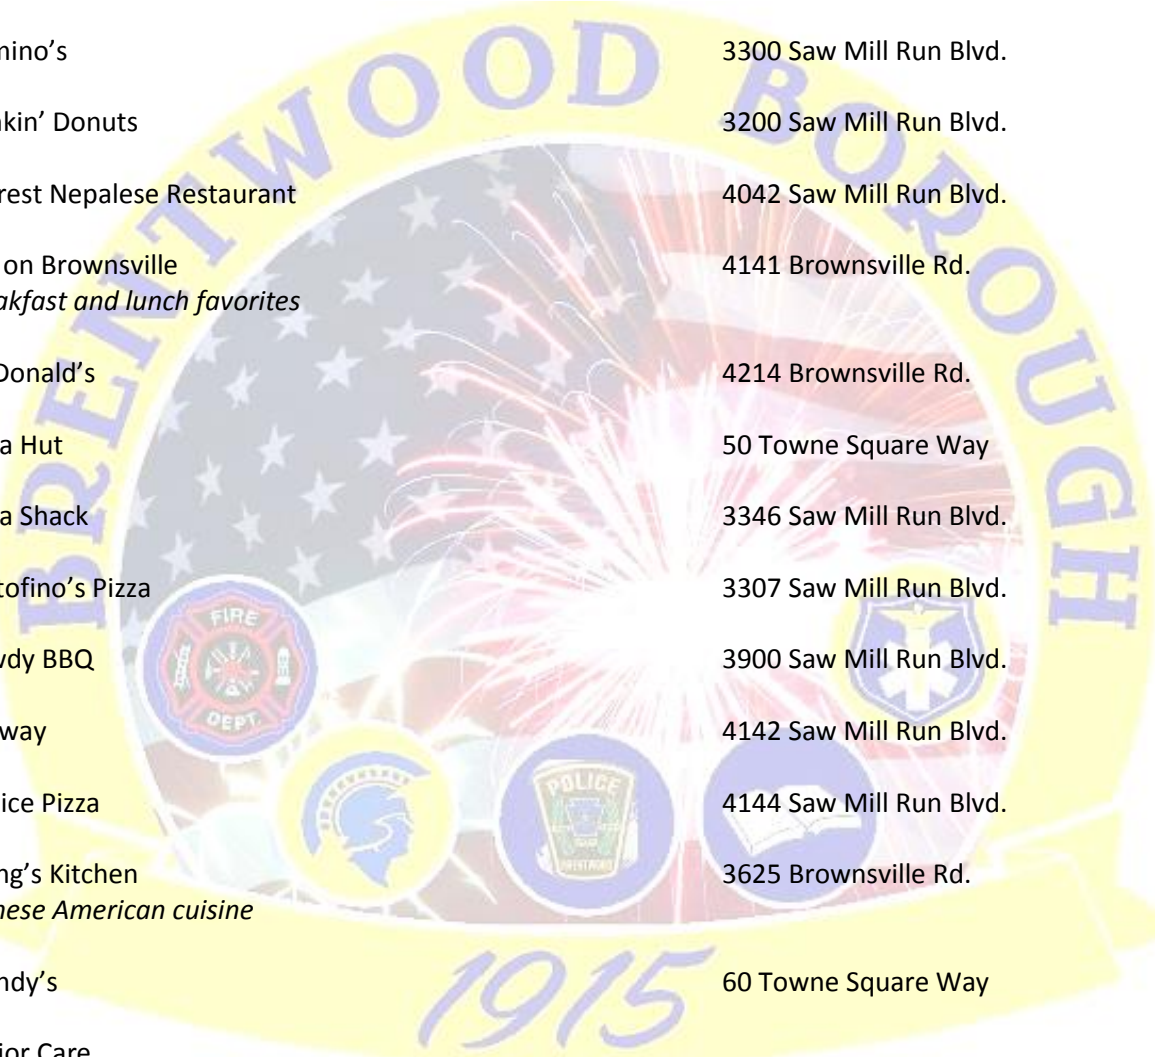 mino’s 3300 Saw Mill Run Blvd.
kin’ Donuts 3200 Saw Mill Run Blvd.
rest Nepalese Restaurant 4042 Saw Mill Run Blvd.
on Brownsville 4141 Brownsville Rd.
akfast and lunch favorites
Donald’s 4214 Brownsville Rd.
a Hut 50 Towne Square Way
a Shack 3346 Saw Mill Run Blvd.
tofino’s Pizza 3307 Saw Mill Run Blvd.
wdy BBQ 3900 Saw Mill Run Blvd.
way 4142 Saw Mill Run Blvd.
ice Pizza 4144 Saw Mill Run Blvd.
ng’s Kitchen 3625 Brownsville Rd.
nese American cuisine
ndy’s 60 Towne Square Way
ior Care
BRENTWOOD BOROUGH
FIRE
DEPT.
POLICE
BRENTWOOD
1915